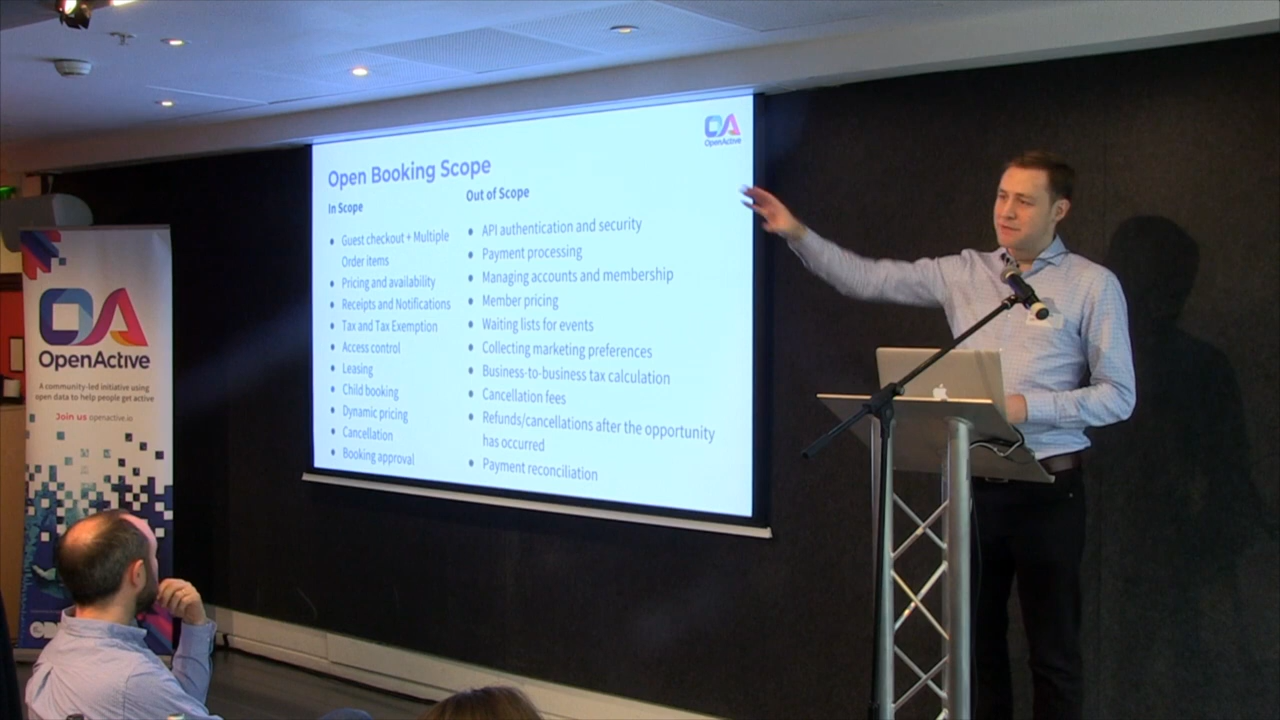 OA
OpenActive
Open Booking Scope
In Scope
Guest checkout + Multiple
Order items
Pricing and availability
Receipts and Notifications
Tax and Tax Exemption
Access control
Leasing
Child booking
Dynamic pricing
Cancellation
Booking approval
Out of Scope
API authentication and security
Payment processing
Managing accounts and membership
Member pricing
Waiting lists for events
Collecting marketing preferences
Business-to-business tax calculation
Cancellation fees
Refunds/cancellations after the opportunity
has occurred
Payment reconciliation
OA
OpenActive
A community-led initiative using
open data to help people get active
Join us openactive.io